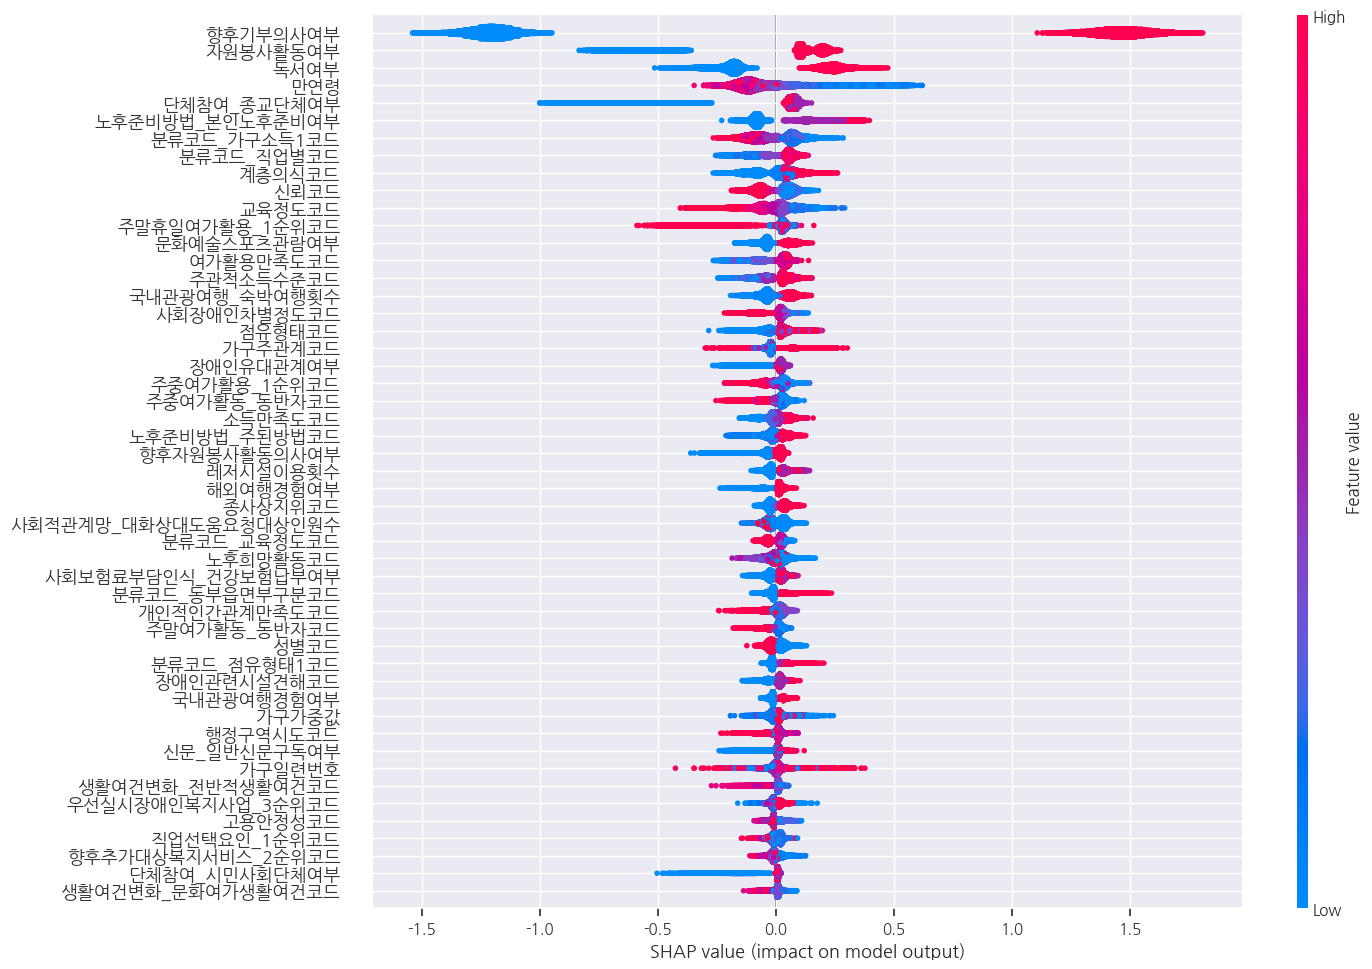 향후기부의사여부
자원봉사활동여부
독서여부
만연령
단체참여_종교단체여부
노후준비방법_본인노후준비여부
분류코드_가구소득1코드
분류코드_직업별코드
계층의식코드
신뢰코드
교육정도코드
주말휴일여가활용_1순위코드
문화예술스포츠관람여부
여가활용만족도코드
주관적소득수준코드
국내관광여행_숙박여행횟수
사회장애인차별정도코드
점유형태코드
가구주관계코드
장애인유대관계여부
주중여가활용_1순위코드
주중여가활동_동반자코드
소득만족도코드
노후준비방법_주된방법코드
향후자원봉사활동의사여부
레저시설이용횟수
해외여행경험여부
종사상지위코드
사회적관계망_대화상대도움요청대상인원수
분류코드_교육정도코드
노후희망활동코드
사회보험료부담인식_건강보험납부여부
분류코드_동부읍면부구분코드
개인적인간관계만족도코드
주말여가활동_동반자코드
성별코드
분류코드_점유형태1코드
장애인관련시설견해코드
국내관광여행경험여부
가구가중값
행정구역시도코드
신문_일반신문구독여부
가구일련번호
생활여건변화_전반적생활여건코드
우선실시장애인복지사업_3순위코드
고용안정성코드
직업선택요인_1순위코드
향후추가대상복지서비스_2순위코드
단체참여_시민사회단체여부
생활여건변화_문화여가생활여건코드
-1.5 -1.0 -0.5 0.0 0.5 1.0 1.5
SHAP value (impact on model output)
High
Feature value
Low